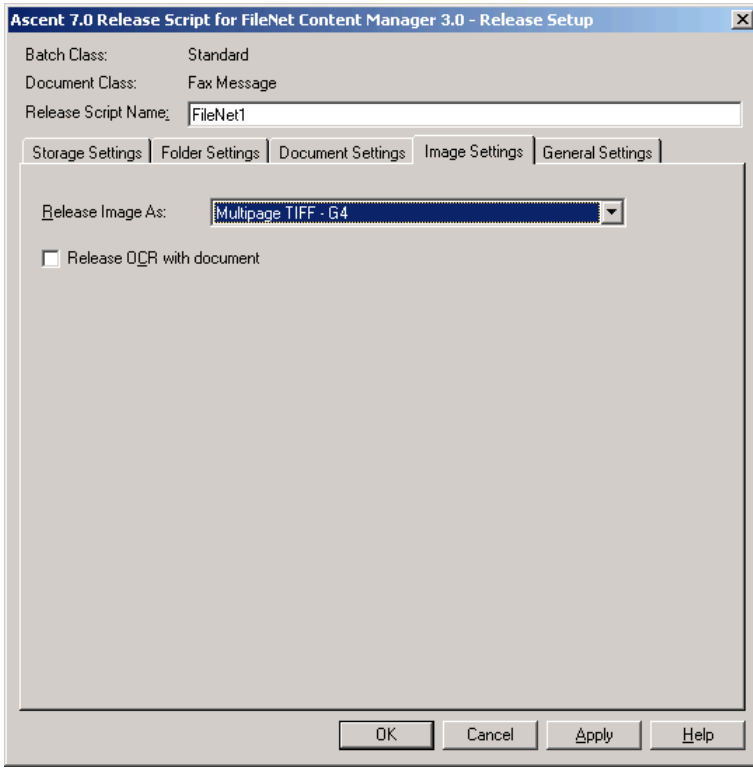 Ascent 7.0 Release Script for FileNet Content Manager 3.0 - Release Setup
Batch Class: Standard
Document Class: Fax Message
Release Script Name: FileNet1
Storage Settings Folder Settings Document Settings Image Settings General Settings
Release Image As: Multipage TIFF - G4
Release OCR with document
OK Cancel Apply Help